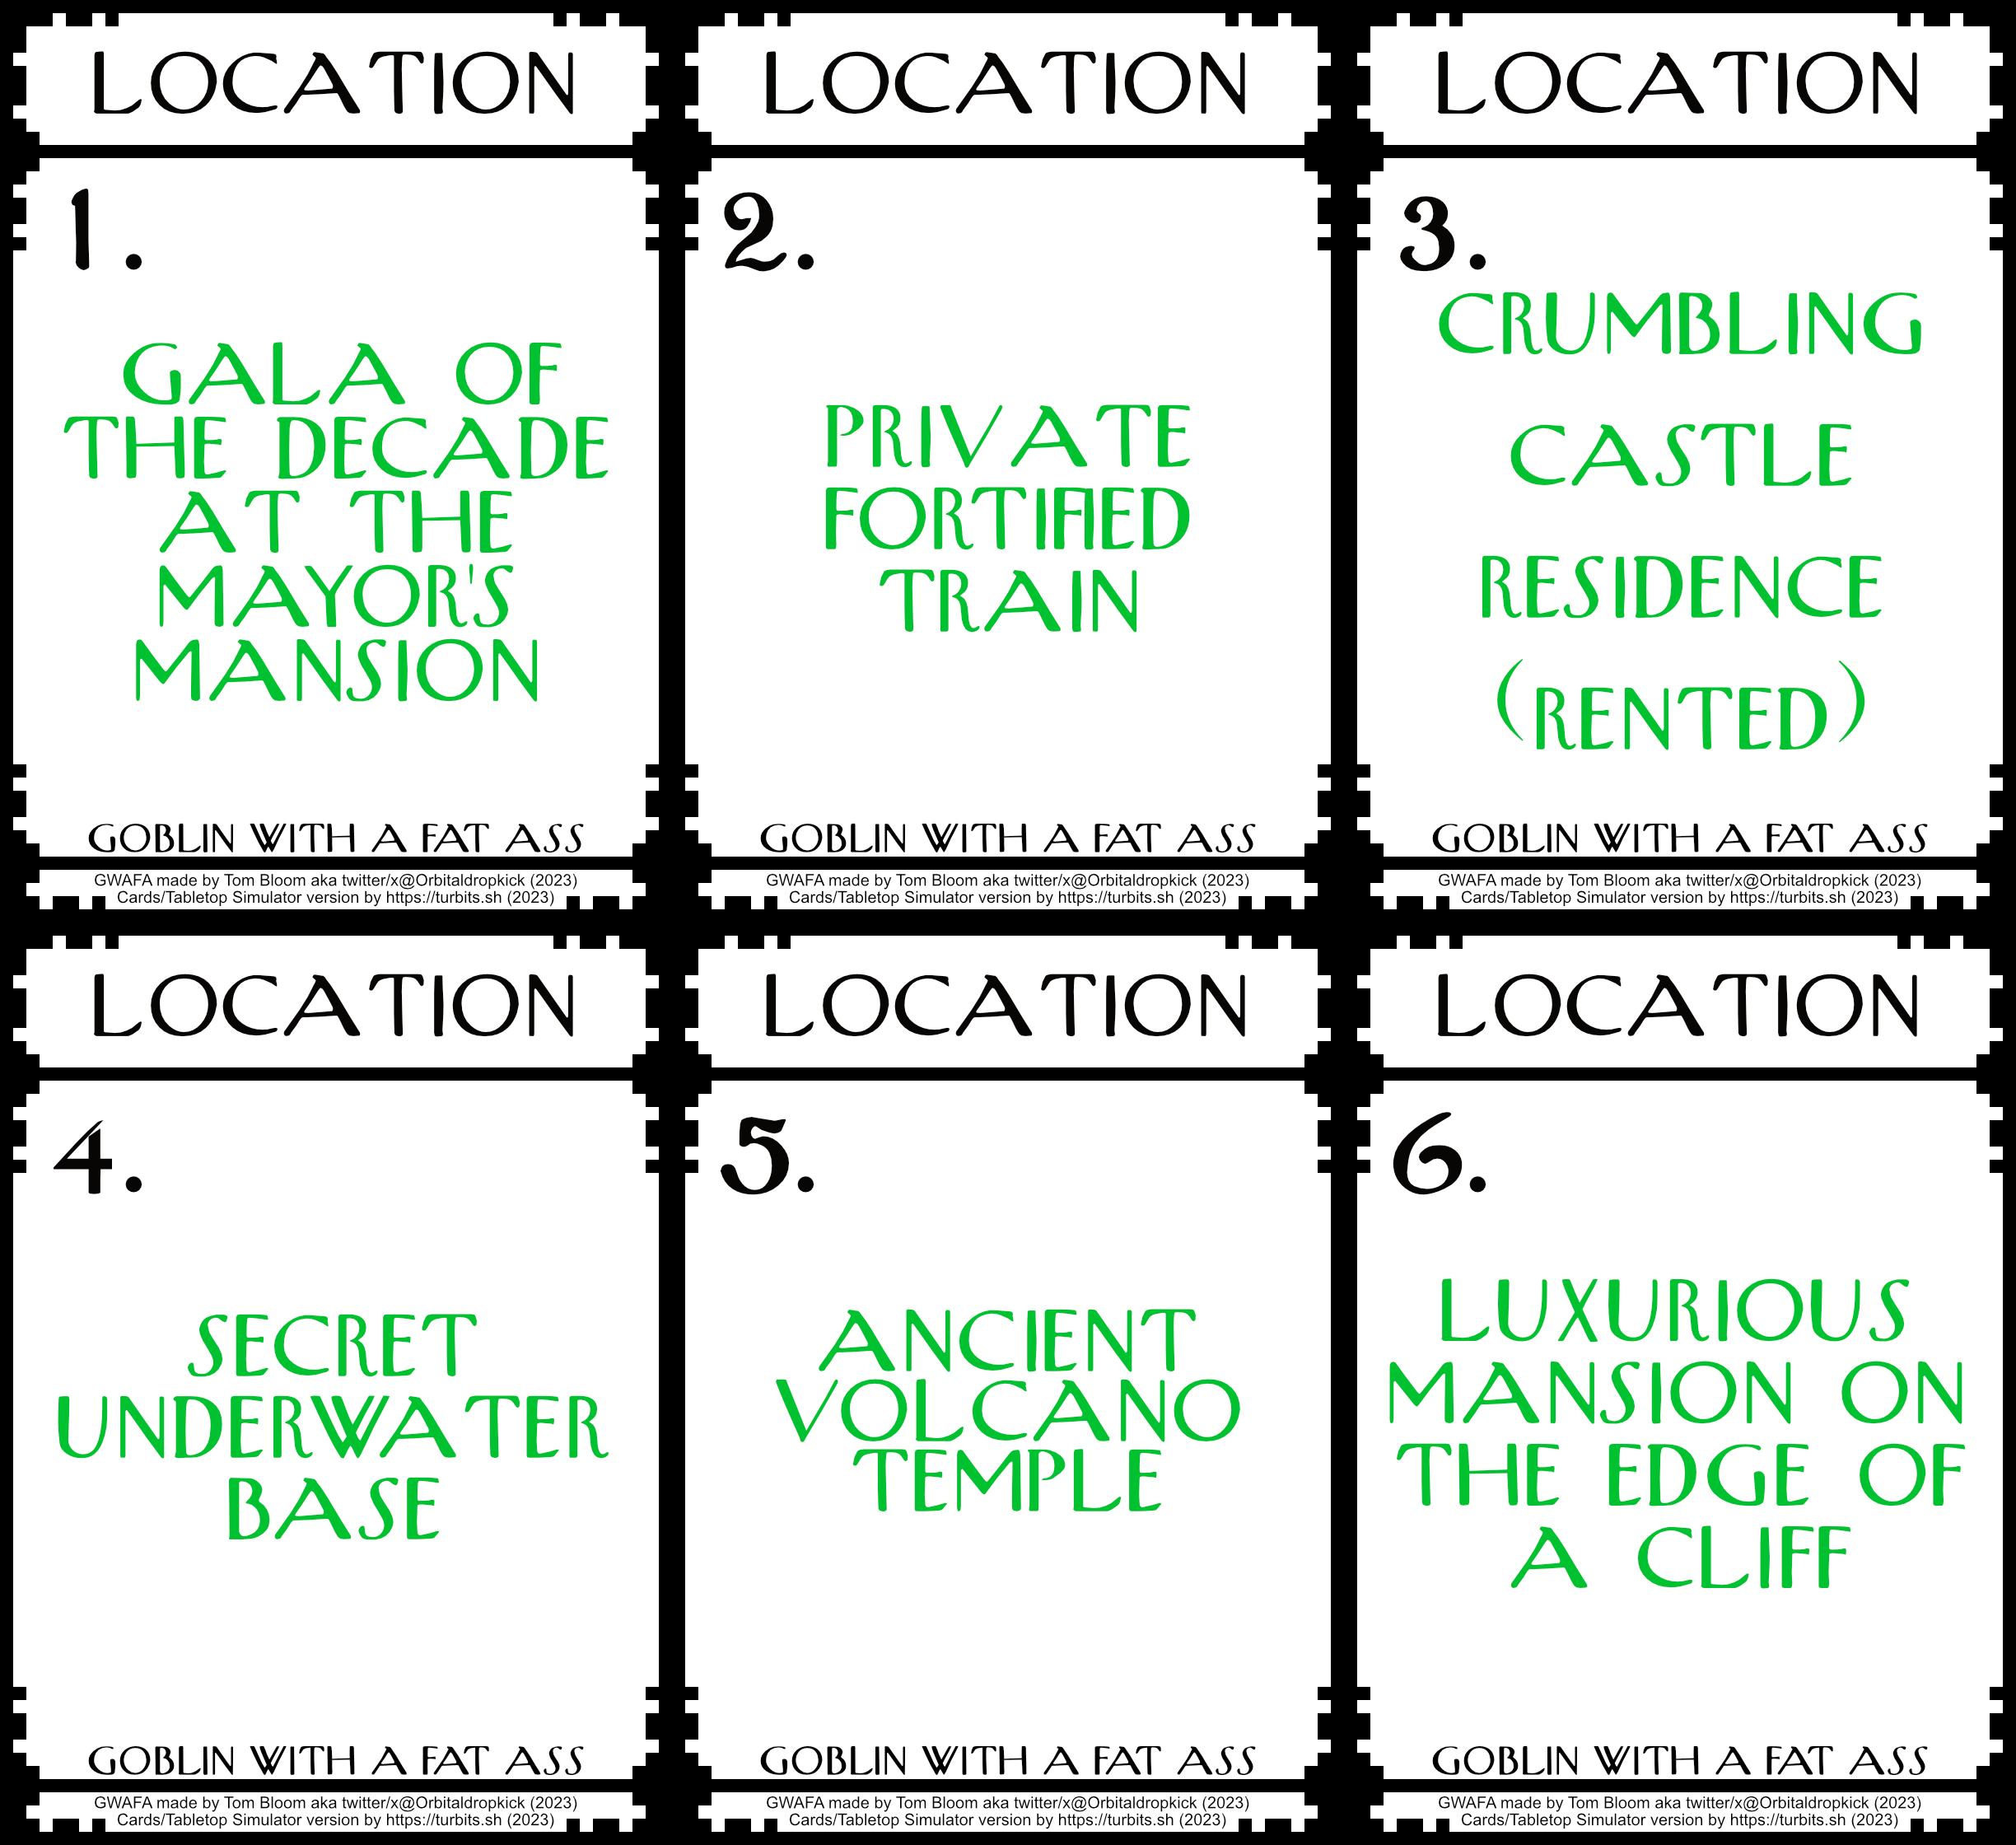 LOCATION
1.
GALA OF
THE DECADE
AT THE
MAYOR'S
MANSION
GOBLIN WITH A FAT ASS
GWAFA made by Tom Bloom aka twitter/x@Orbitaldropkick (2023)
Cards/Tabletop Simulator version by https://turbits.sh (2023)
LOCATION
2.
PRIVATE
FORTIFIED
TRAIN
GOBLIN WITH A FAT ASS
GWAFA made by Tom Bloom aka twitter/x@Orbitaldropkick (2023)
Cards/Tabletop Simulator version by https://turbits.sh (2023)
LOCATION
3.
CRUMBLING
CASTLE
RESIDENCE
(RENTED)
GOBLIN WITH A FAT ASS
GWAFA made by Tom Bloom aka twitter/x@Orbitaldropkick (2023)
Cards/Tabletop Simulator version by https://turbits.sh (2023)
LOCATION
4.
SECRET
UNDERWATER
BASE
GOBLIN WITH A FAT ASS
GWAFA made by Tom Bloom aka twitter/x@Orbitaldropkick (2023)
Cards/Tabletop Simulator version by https://turbits.sh (2023)
LOCATION
5.
ANCIENT
VOLCANO
TEMPLE
GOBLIN WITH A FAT ASS
GWAFA made by Tom Bloom aka twitter/x@Orbitaldropkick (2023)
Cards/Tabletop Simulator version by https://turbits.sh (2023)
LOCATION
6.
LUXURIOUS
MANSION ON
THE EDGE OF
A CLIFF
GOBLIN WITH A FAT ASS
GWAFA made by Tom Bloom aka twitter/x@Orbitaldropkick (2023)
Cards/Tabletop Simulator version by https://turbits.sh (2023)